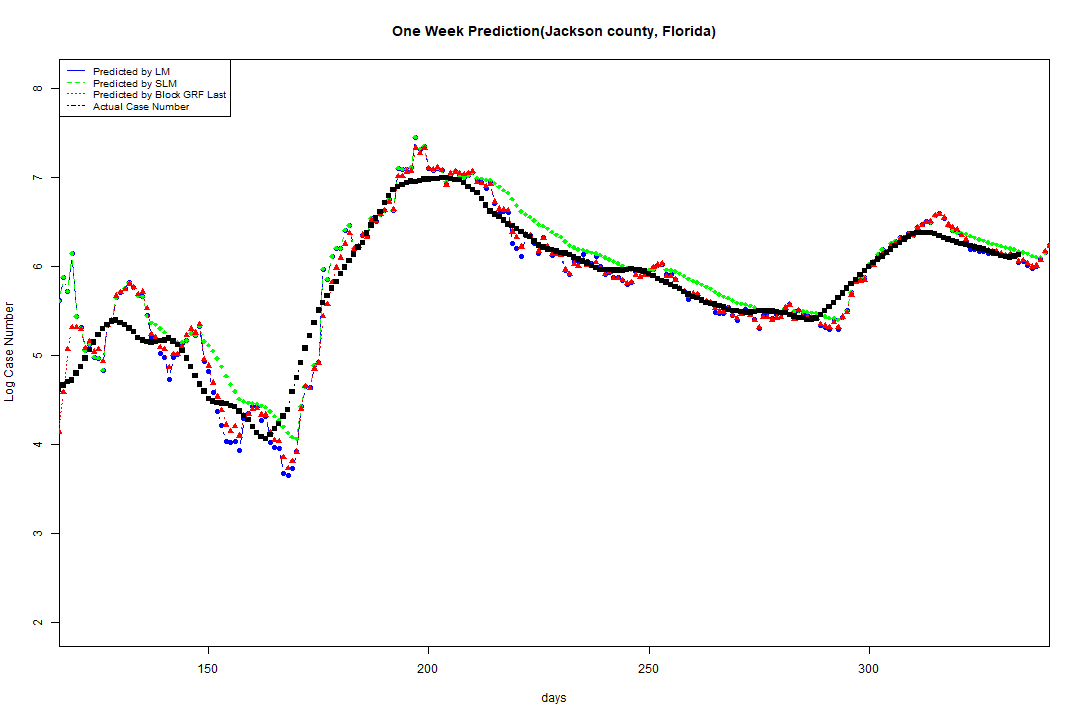 One Week Prediction(Jackson county, Florida)
Predicted by LM
Predicted by SLM
Predicted by Block GRF Last
Actual Case Number
8
7
6
5
4
3
2
Log Case Number
150
200
250
300
days